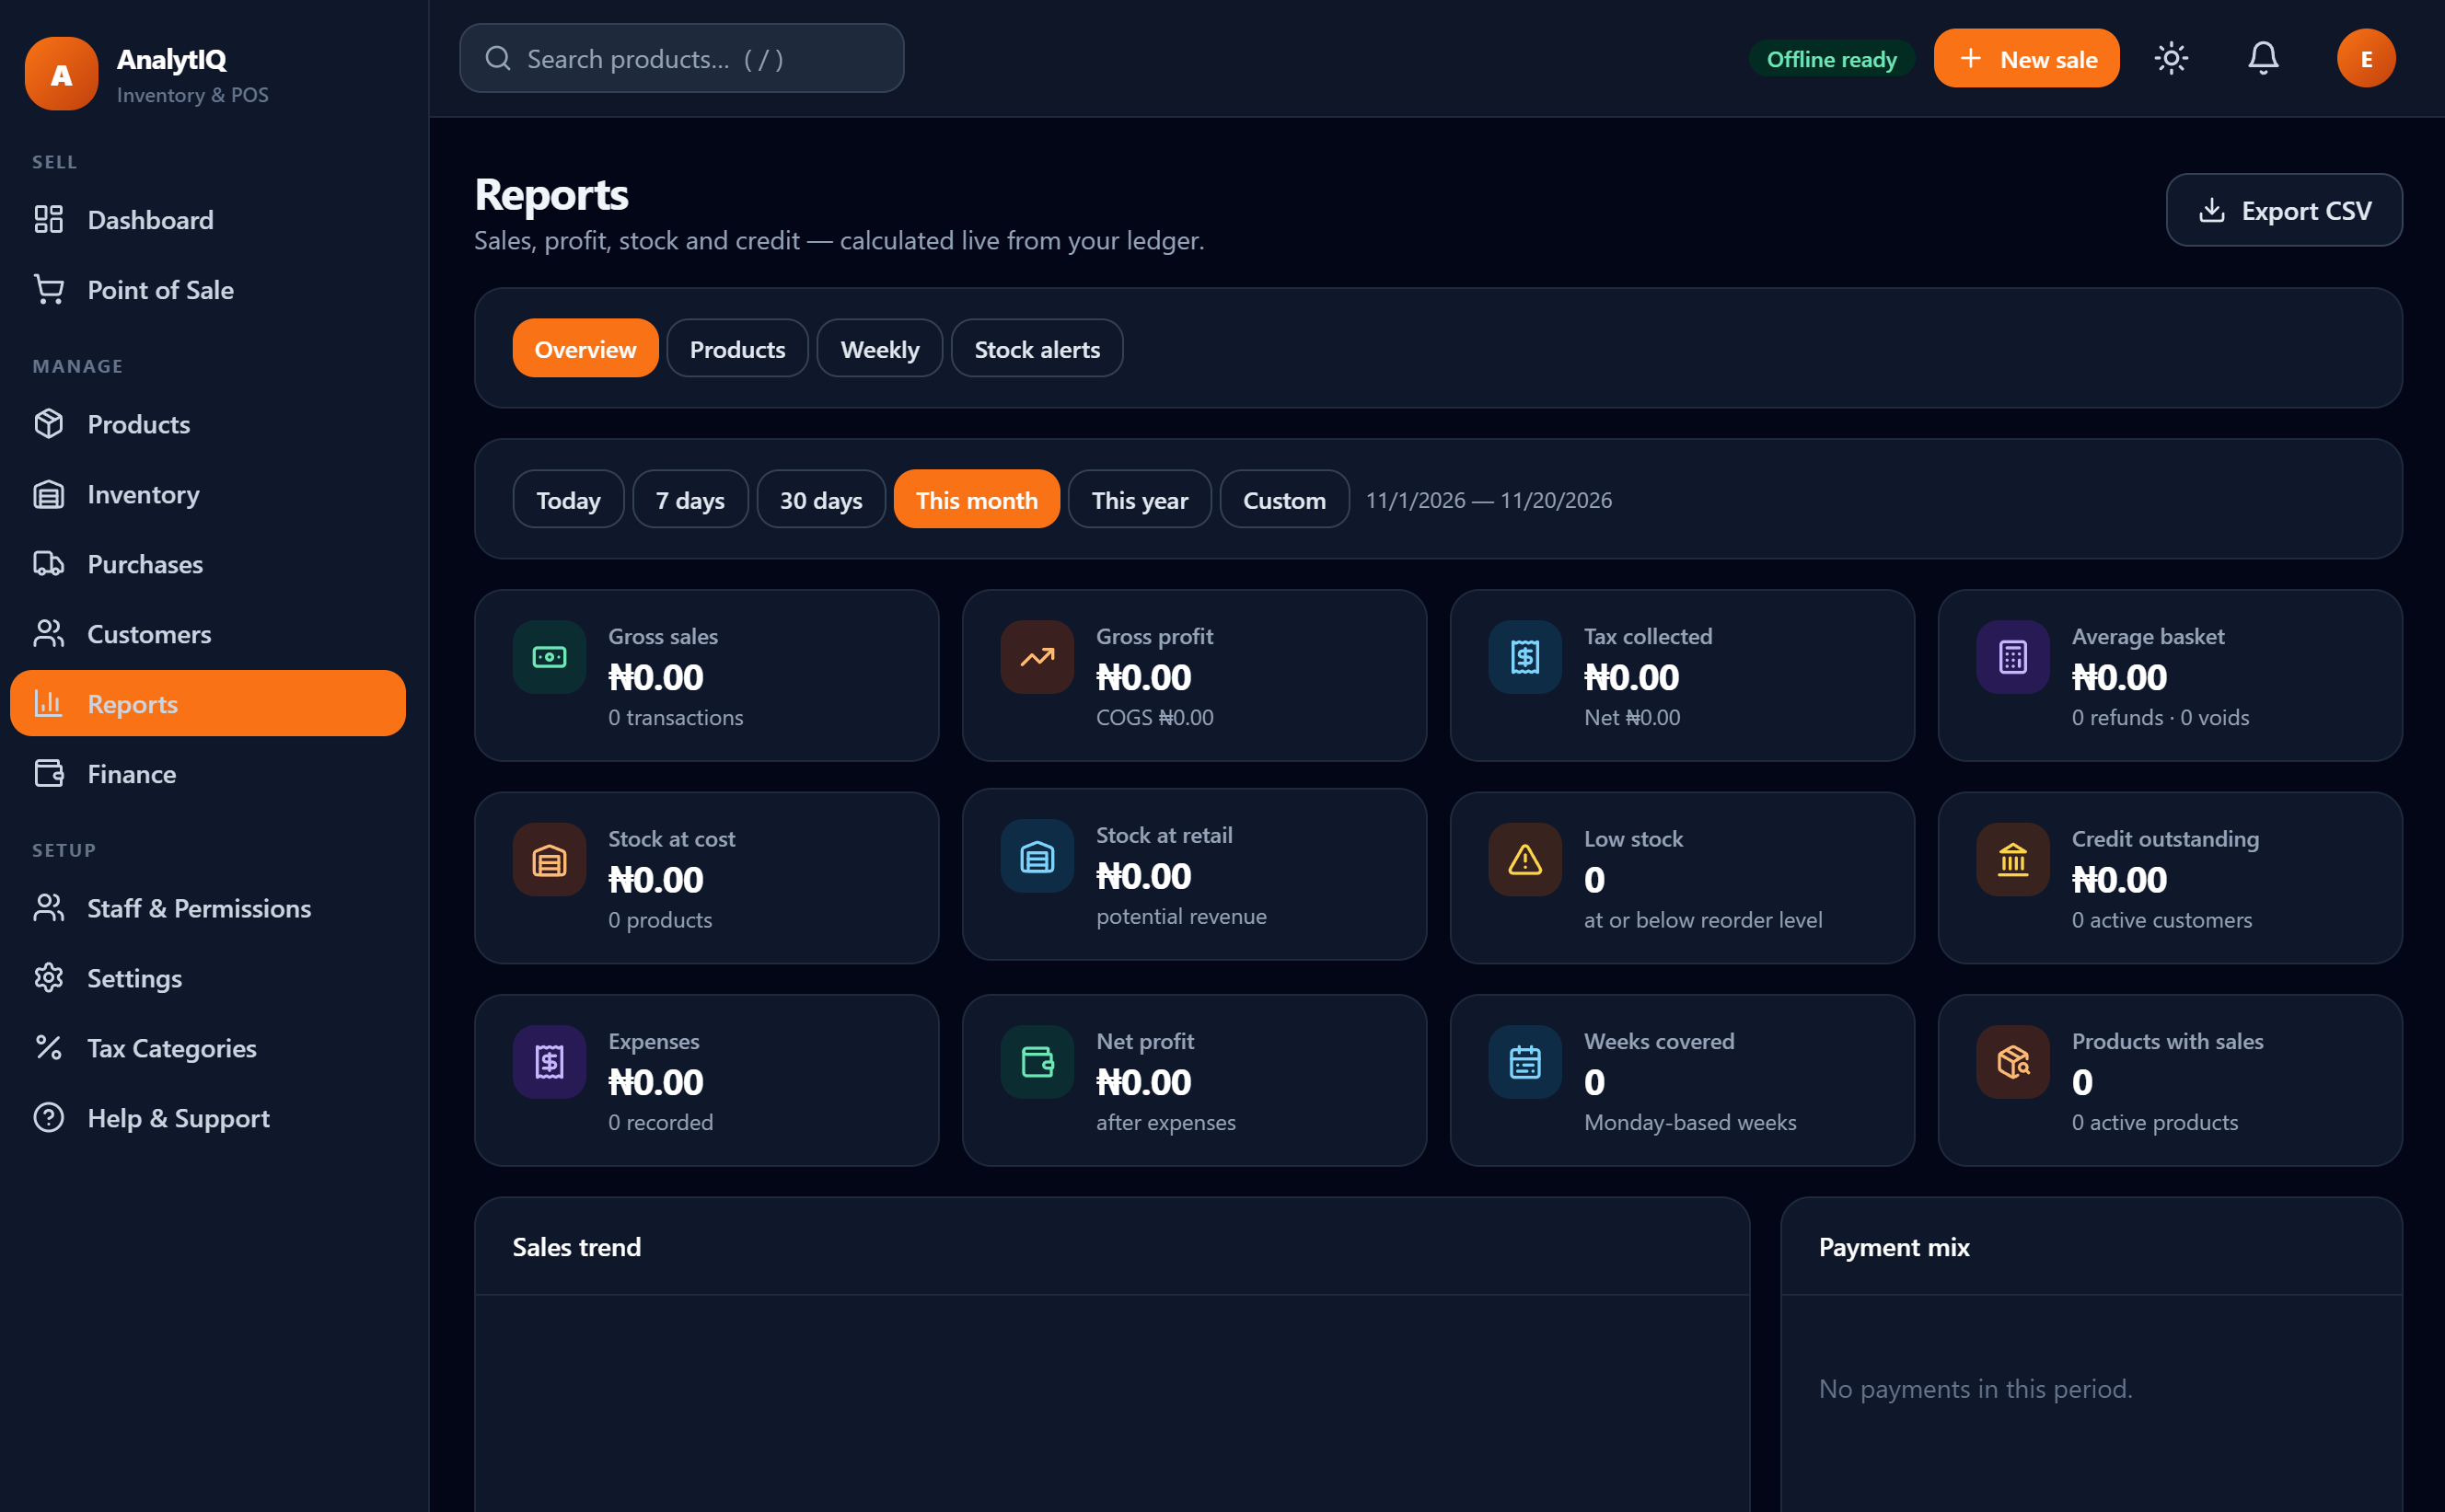 A
AnalytIQ
Inventory & POS
SELL
Dashboard
Point of Sale
MANAGE
Products
Inventory
Purchases
Customers
Reports
Finance
SETUP
Staff & Permissions
Settings
Tax Categories
Help & Support
Search products... ( / )
Offline ready
New sale
E
Reports
Sales, profit, stock and credit — calculated live from your ledger.
Export CSV
Overview
Products
Weekly
Stock alerts
Today
7 days
30 days
This month
This year
Custom
11/1/2026 — 11/20/2026
Gross sales
₦0.00
0 transactions
Gross profit
₦0.00
COGS ₦0.00
Tax collected
₦0.00
Net ₦0.00
Average basket
₦0.00
0 refunds · 0 voids
Stock at cost
₦0.00
0 products
Stock at retail
₦0.00
potential revenue
Low stock
0
at or below reorder level
Credit outstanding
₦0.00
0 active customers
Expenses
₦0.00
0 recorded
Net profit
₦0.00
after expenses
Weeks covered
0
Monday-based weeks
Products with sales
0
0 active products
Sales trend
Payment mix
No payments in this period.